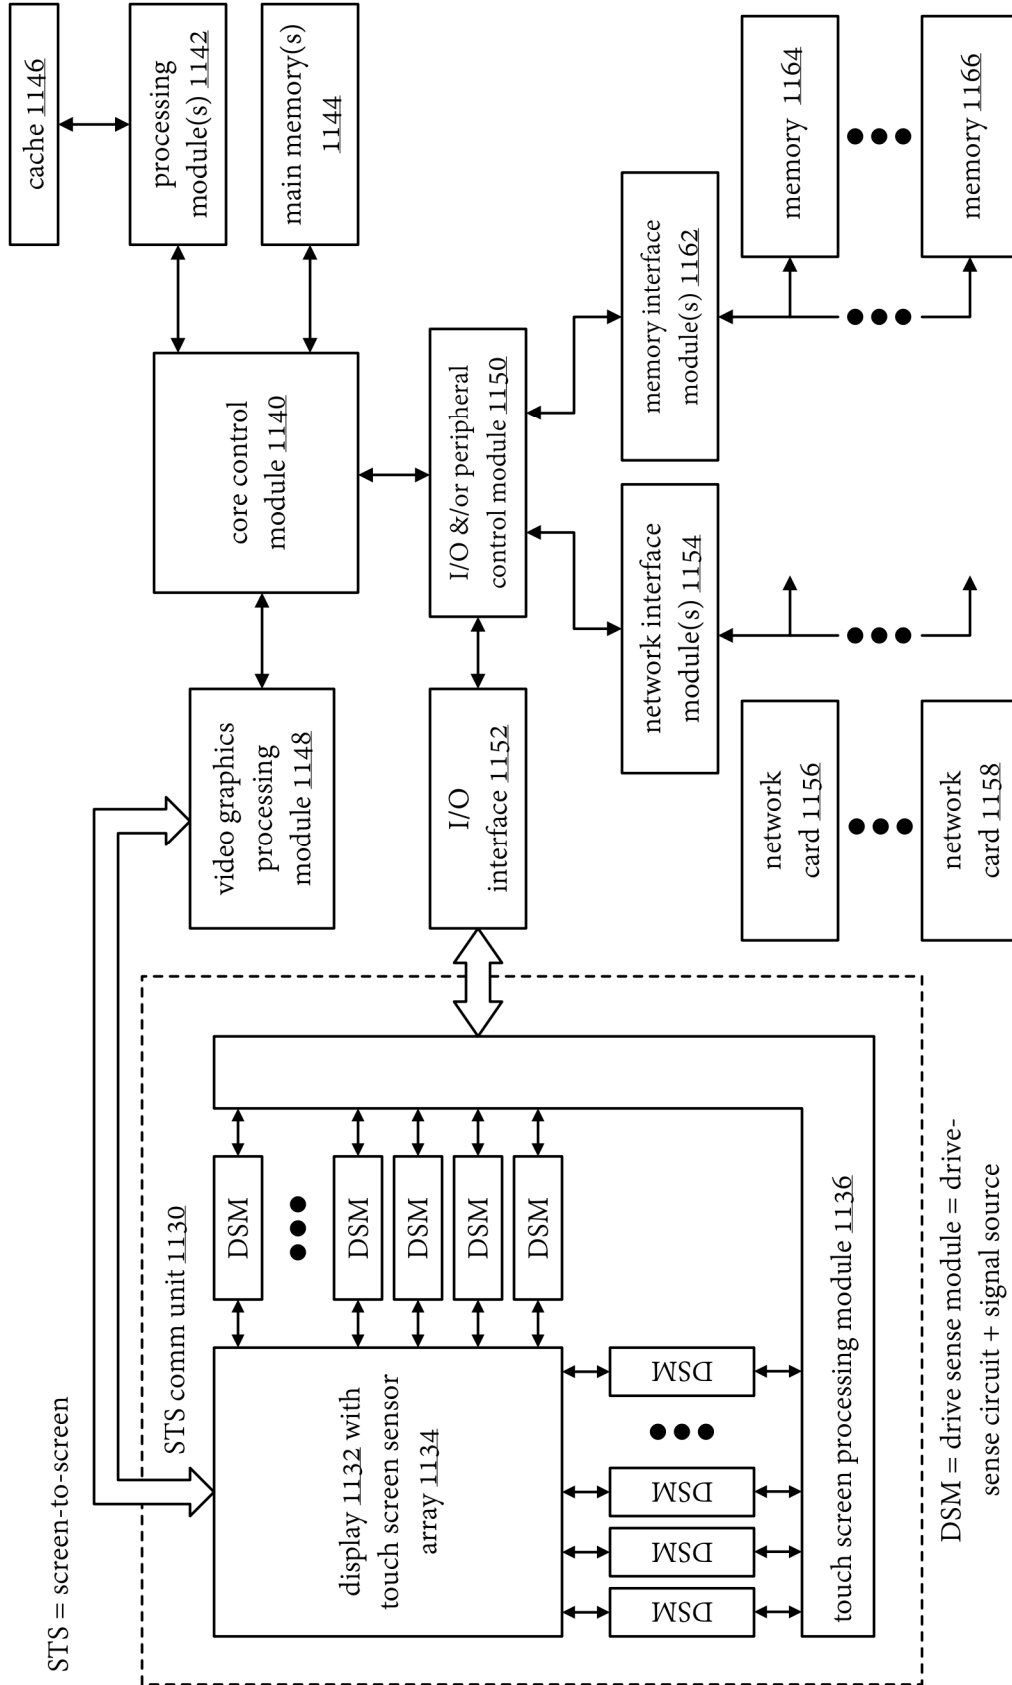 STS = screen-to-screen
STS comm unit 1130
display 1132 with
touch screen sensor
array 1134
DSM
DSM
DSM
DSM
DSM
DSM
DSM
DSM
DSM
touch screen processing module 1136
DSM = drive sense module = drive-
sense circuit + signal source
video graphics
processing
module 1148
I/O
interface 1152
core control
module 1140
I/O &/or peripheral
control module 1150
cache 1146
processing
module(s) 1142
main memory(s)
1144
network interface
module(s) 1154
memory interface
module(s) 1162
network
card 1156
network
card 1158
memory 1164
memory 1166